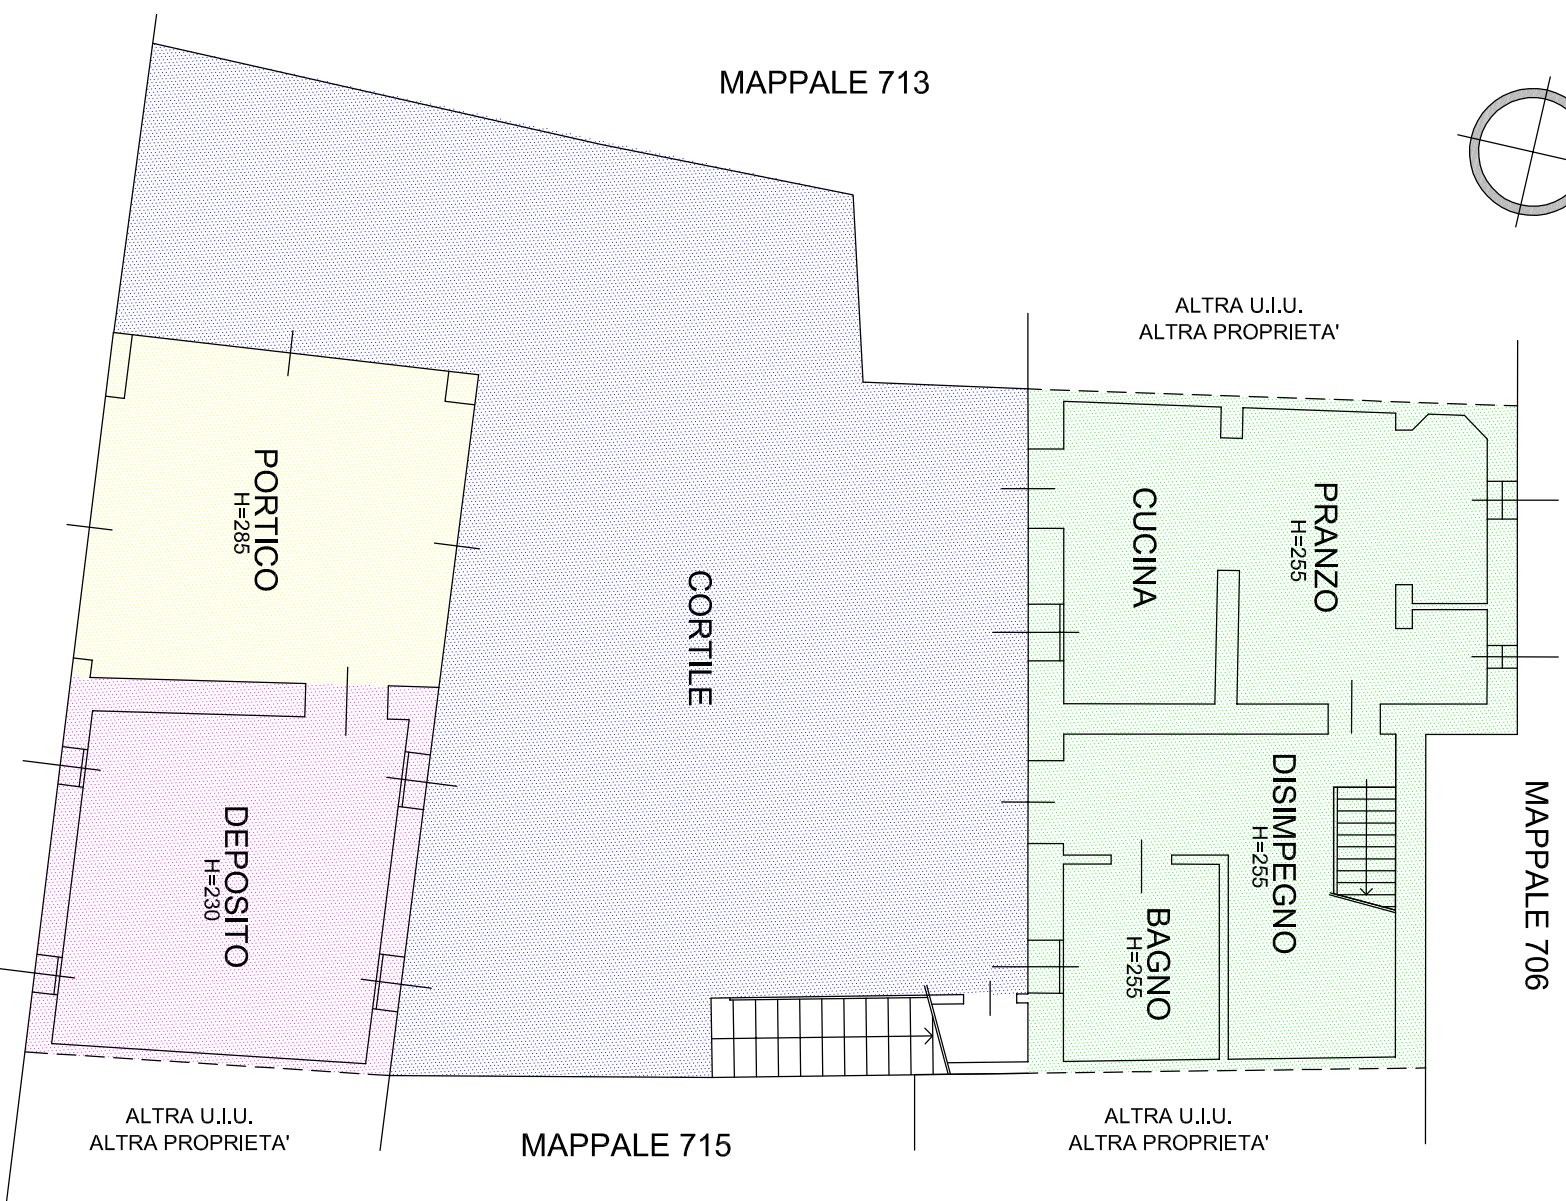 MAPPALE 713
ALTRA U.I.U.
ALTRA PROPRIETA'
PORTICO
H=285
CUCINA
PRANZO
H=255
CORTILE
DISIMPEGNO
H=255
MAPPALE 706
DEPOSITO
H=230
BAGNO
H=255
ALTRA U.I.U.
ALTRA PROPRIETA'
MAPPALE 715
ALTRA U.I.U.
ALTRA PROPRIETA'